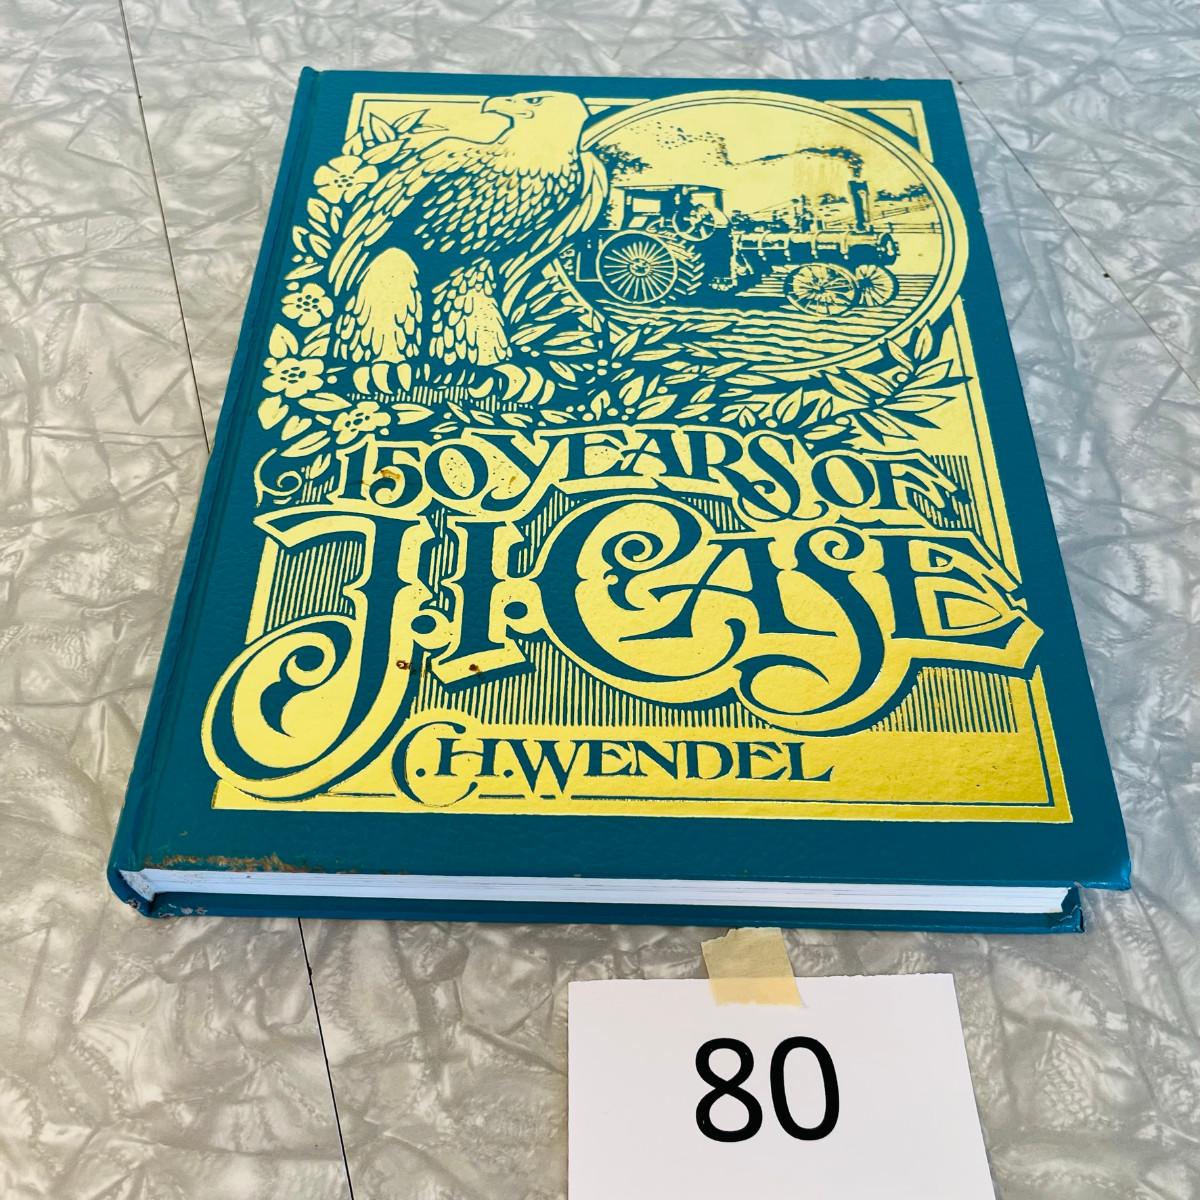 150 YEARS OF
J.I. CASE
C.H. WENDEL
80